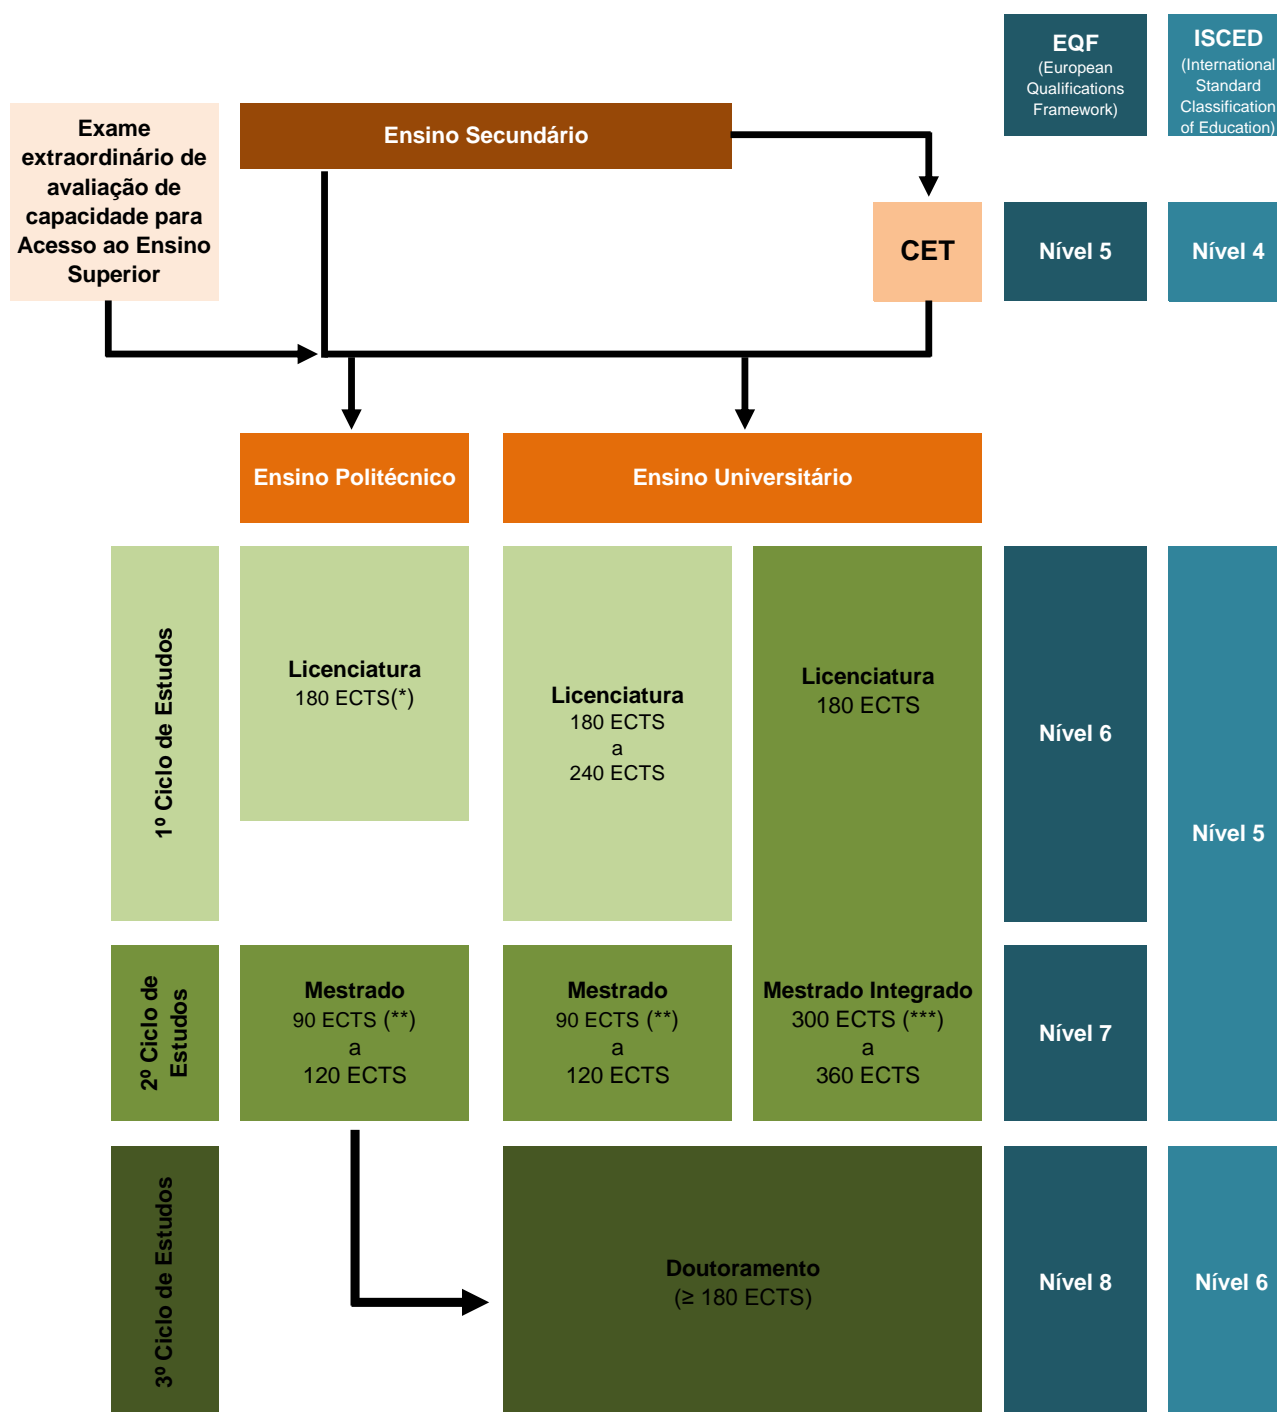 EQF
(European
Qualifications
Framework)
ISCED
(International
Standard
Classification
of Education)
Exame
extraordinário de
avaliação de
capacidade para
Acesso ao Ensino
Superior
Ensino Secundário
CET
Nível 5
Nível 4
Ensino Politécnico
Ensino Universitário
1º Ciclo de Estudos
Licenciatura
180 ECTS(*)
Licenciatura
180 ECTS
a
240 ECTS
Licenciatura
180 ECTS
Nível 6
Nível 5
2º Ciclo de
Estudos
Mestrado
90 ECTS (**)
a
120 ECTS
Mestrado
90 ECTS (**)
a
120 ECTS
Mestrado Integrado
300 ECTS (***)
a
360 ECTS
Nível 7
3º Ciclo de Estudos
Doutoramento
(≥ 180 ECTS)
Nível 8
Nível 6